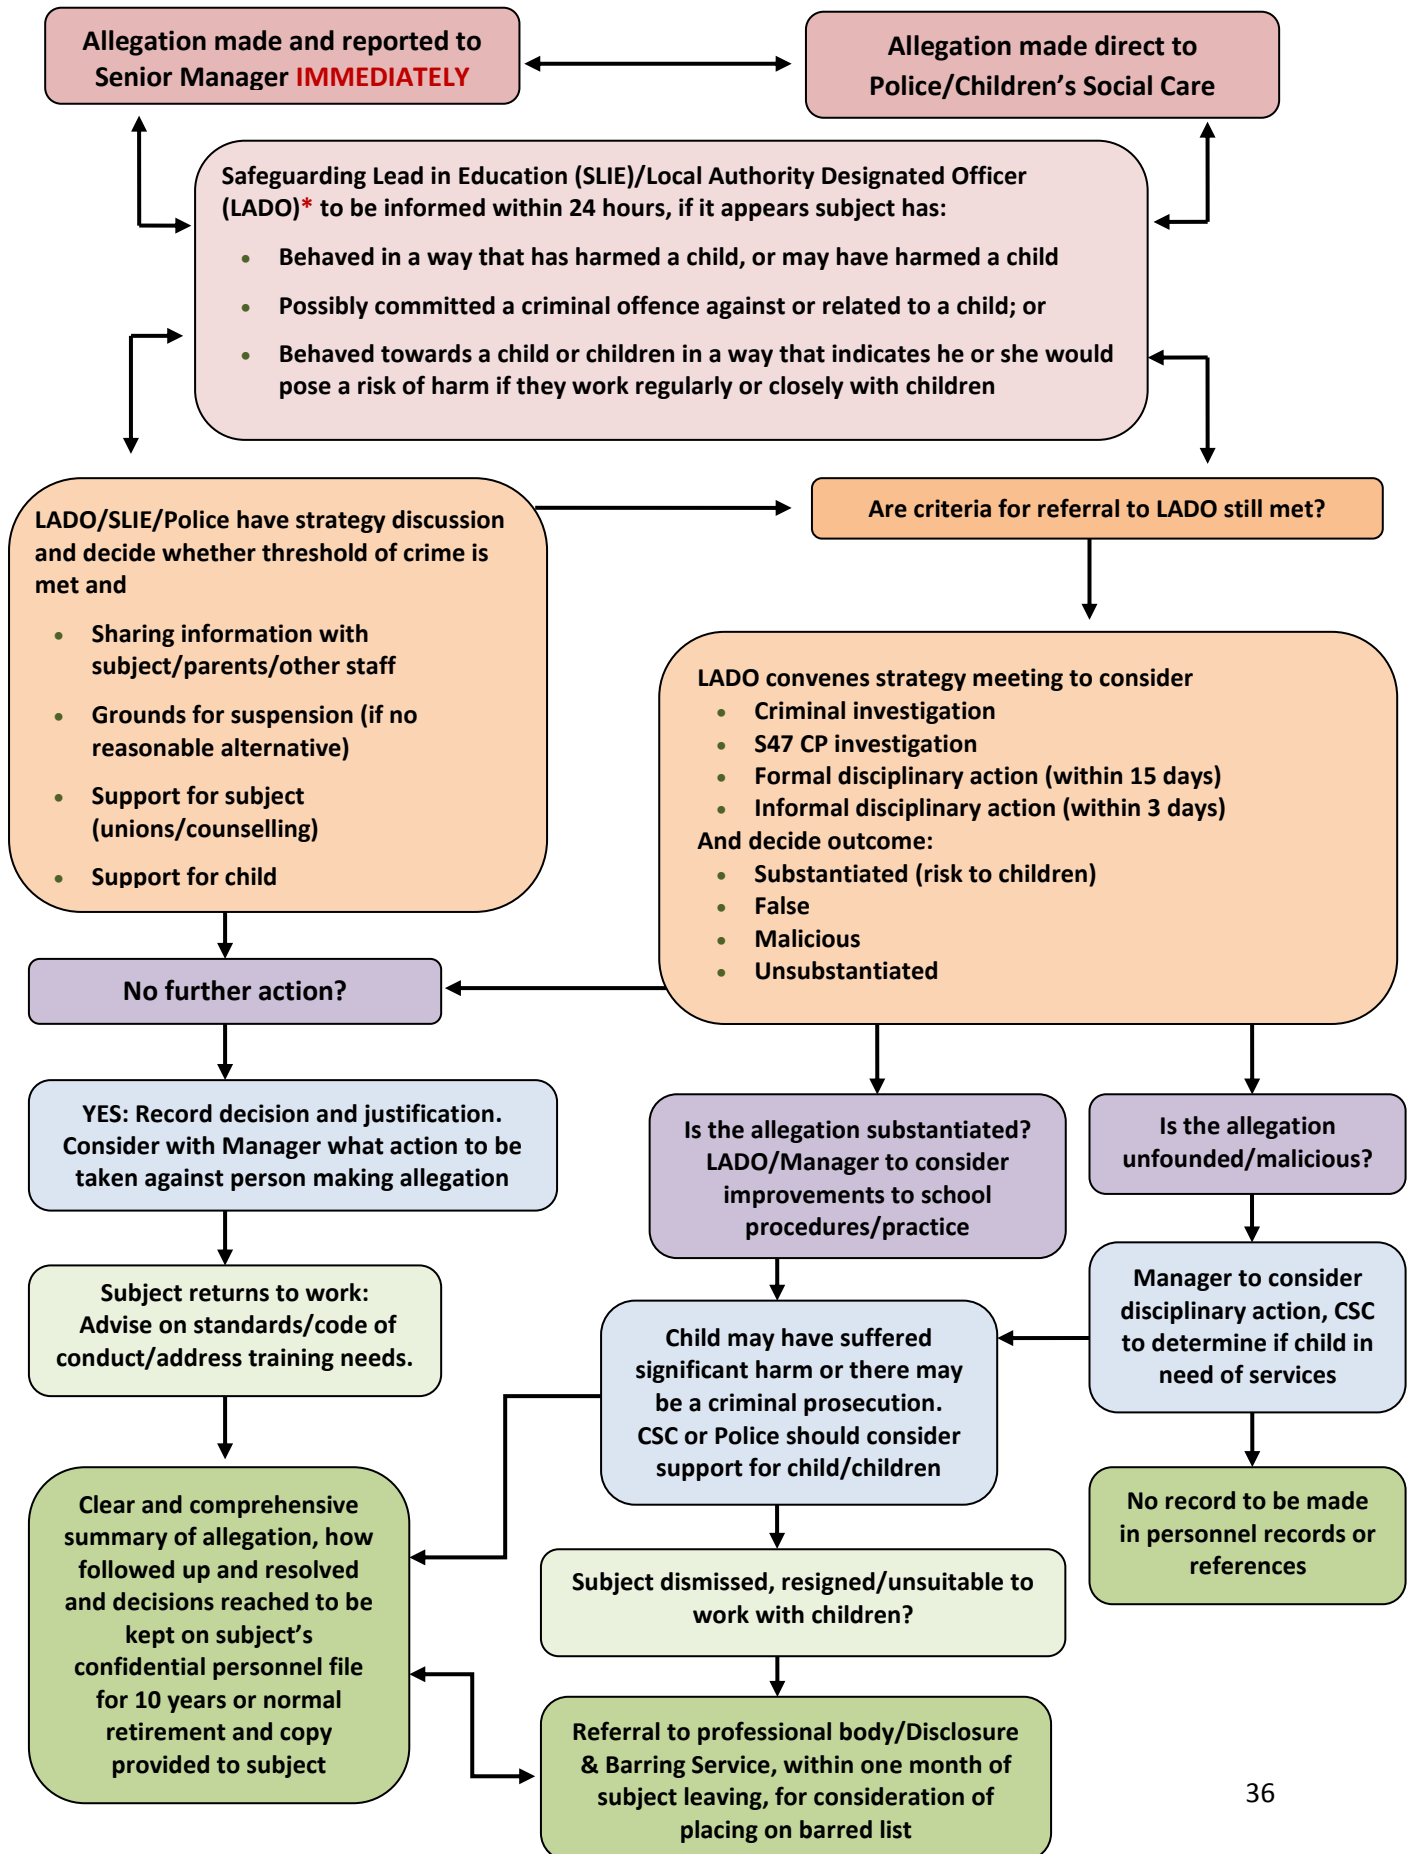 Allegation made and reported to
Senior Manager IMMEDIATELY
Allegation made direct to
Police/Children's Social Care
Safeguarding Lead in Education (SLIE)/Local Authority Designated Officer
(LADO)* to be informed within 24 hours, if it appears subject has:
• Behaved in a way that has harmed a child, or may have harmed a child
• Possibly committed a criminal offence against or related to a child; or
• Behaved towards a child or children in a way that indicates he or she would
pose a risk of harm if they work regularly or closely with children
LADO/SLIE/Police have strategy discussion
and decide whether threshold of crime is
met and
• Sharing information with
subject/parents/other staff
• Grounds for suspension (if no
reasonable alternative)
• Support for subject
(unions/counselling)
• Support for child
Are criteria for referral to LADO still met?
LADO convenes strategy meeting to consider
• Criminal investigation
• S47 CP investigation
• Formal disciplinary action (within 15 days)
• Informal disciplinary action (within 3 days)
And decide outcome:
• Substantiated (risk to children)
• False
• Malicious
• Unsubstantiated
No further action?
YES: Record decision and justification.
Consider with Manager what action to be
taken against person making allegation
Is the allegation substantiated?
LADO/Manager to consider
improvements to school
procedures/practice
Is the allegation
unfounded/malicious?
Subject returns to work:
Advise on standards/code of
conduct/address training needs.
Child may have suffered
significant harm or there may
be a criminal prosecution.
CSC or Police should consider
support for child/children
Manager to consider
disciplinary action, CSC
to determine if child in
need of services
Clear and comprehensive
summary of allegation, how
followed up and resolved
and decisions reached to be
kept on subject's
confidential personnel file
for 10 years or normal
retirement and copy
provided to subject
Subject dismissed, resigned/unsuitable to
work with children?
No record to be made
in personnel records or
references
Referral to professional body/Disclosure
& Barring Service, within one month of
subject leaving, for consideration of
placing on barred list
36